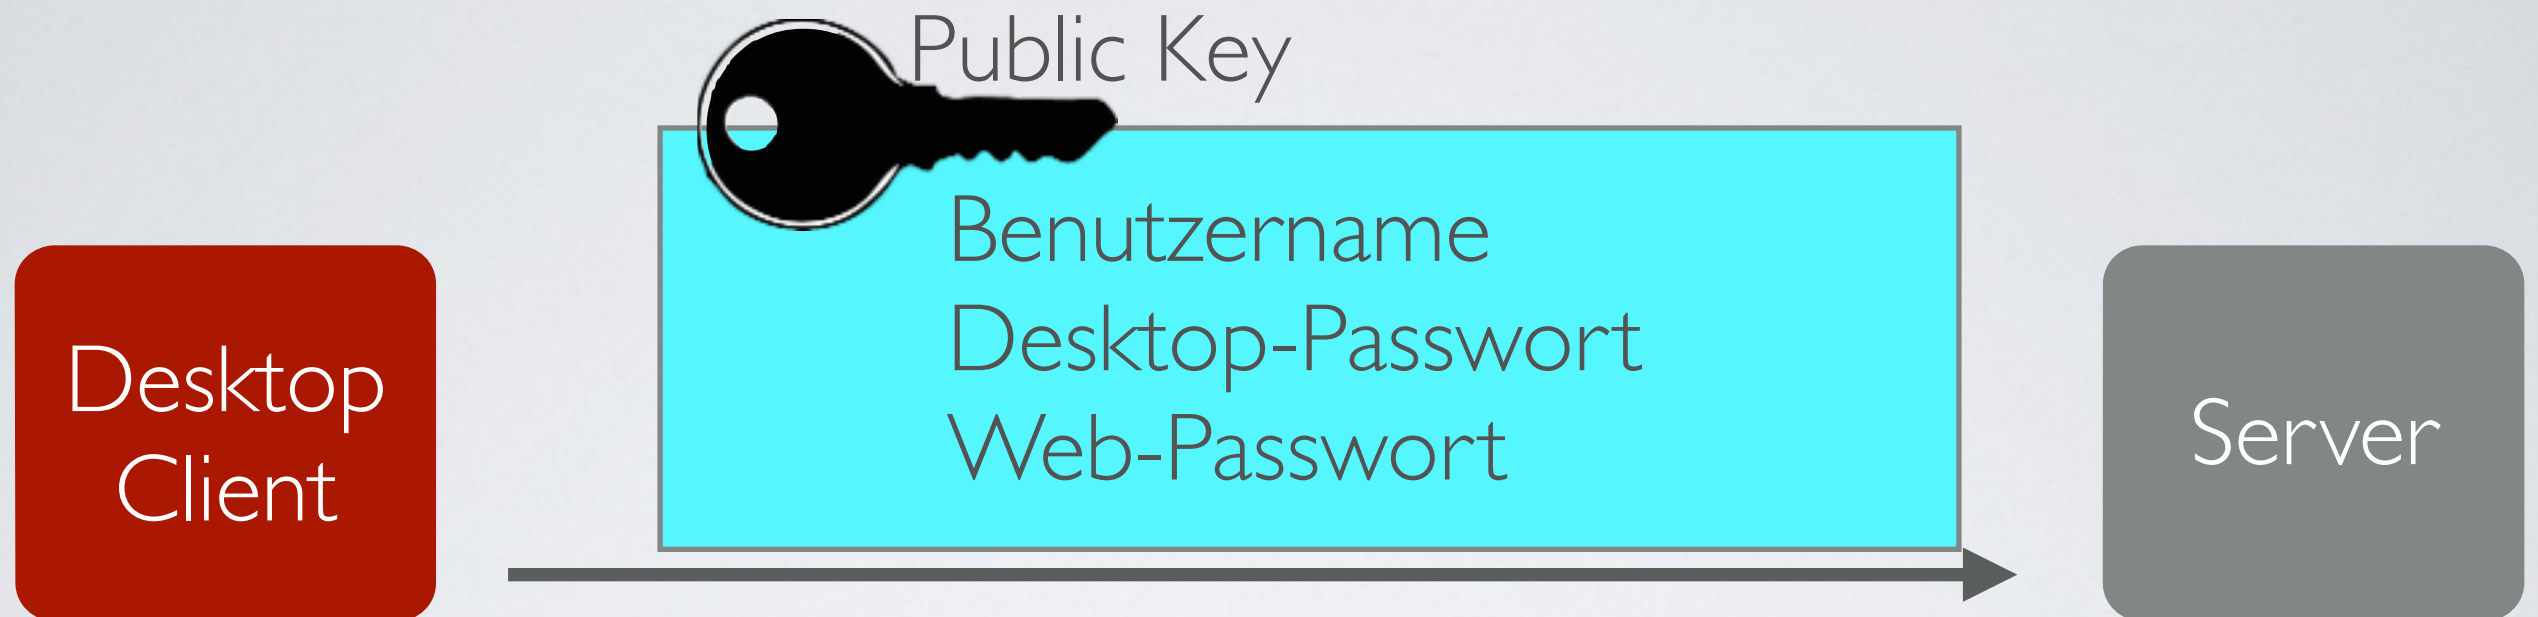 Public Key
Benutzername
Desktop-Passwort
Web-Passwort
Desktop
Client
Server